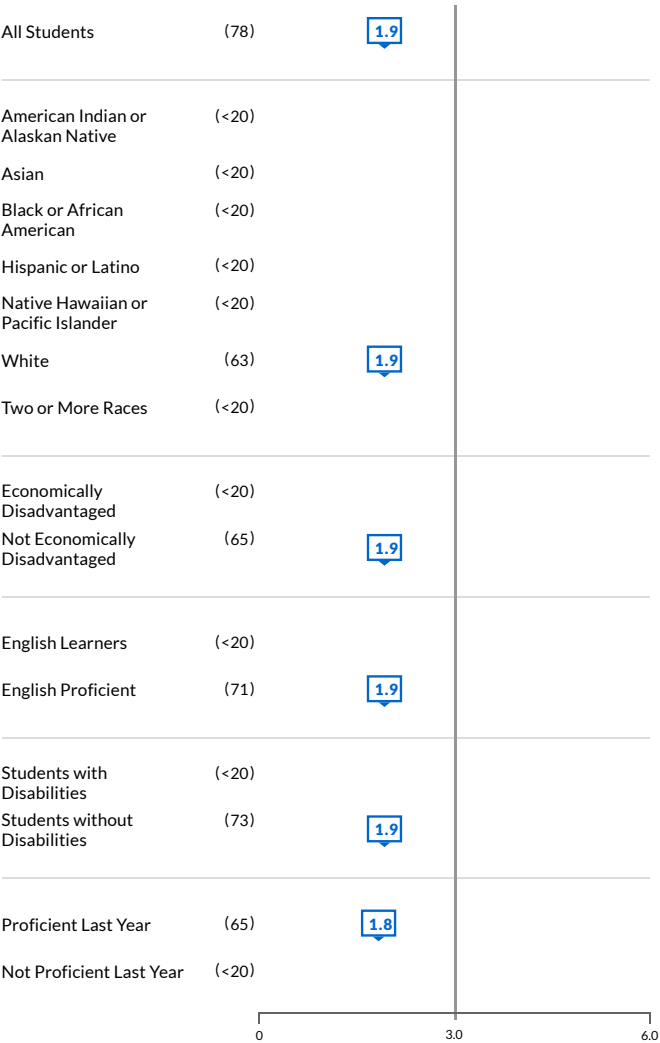 All Students (78) 1.9
American Indian or (<20)
Alaskan Native
Asian (<20)
Black or African (<20)
American
Hispanic or Latino (<20)
Native Hawaiian or (<20)
Pacific Islander
White (63) 1.9
Two or More Races (<20)
Economically (<20)
Disadvantaged
Not Economically (65) 1.9
Disadvantaged
English Learners (<20)
English Proficient (71) 1.9
Students with (<20)
Disabilities
Students without (73) 1.9
Disabilities
Proficient Last Year (65) 1.8
Not Proficient Last Year (<20)
0 3.0 6.0